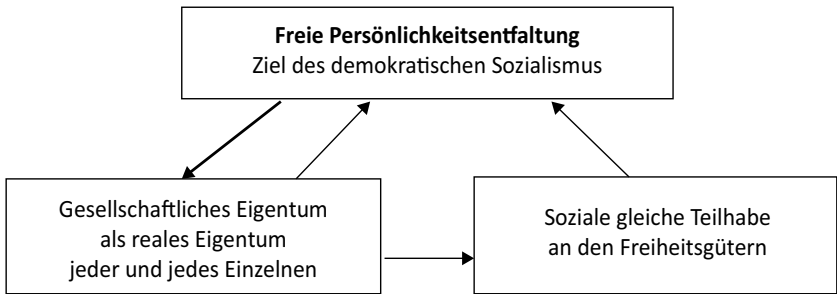 Freie Persönlichkeitsentfaltung
Ziel des demokratischen Sozialismus
Gesellschaftliches Eigentum
als reales Eigentum
jeder und jedes Einzelnen
Soziale gleiche Teilhabe
an den Freiheitsgütern